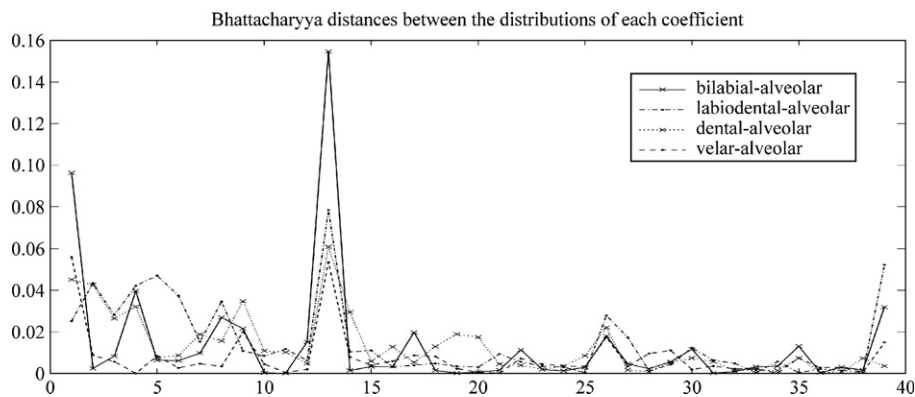 Bhattacharyya distances between the distributions of each coefficient
0.16
0.14
0.12
0.10
0.08
0.06
0.04
0.02
0
bilabial-alveolar
labiodental-alveolar
dental-alveolar
velar-alveolar
0 5 10 15 20 25 30 35 40